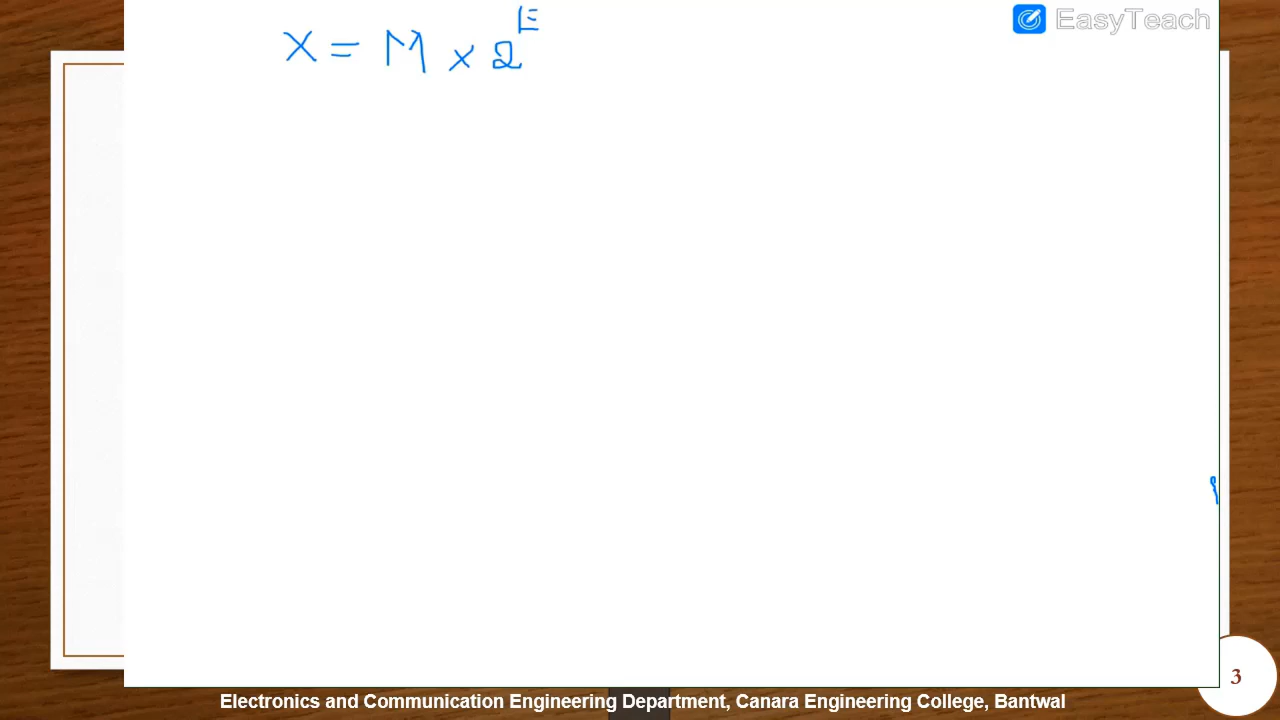 X = M × 2^E
EasyTeach
3
Electronics and Communication Engineering Department, Canara Engineering College, Bantwal